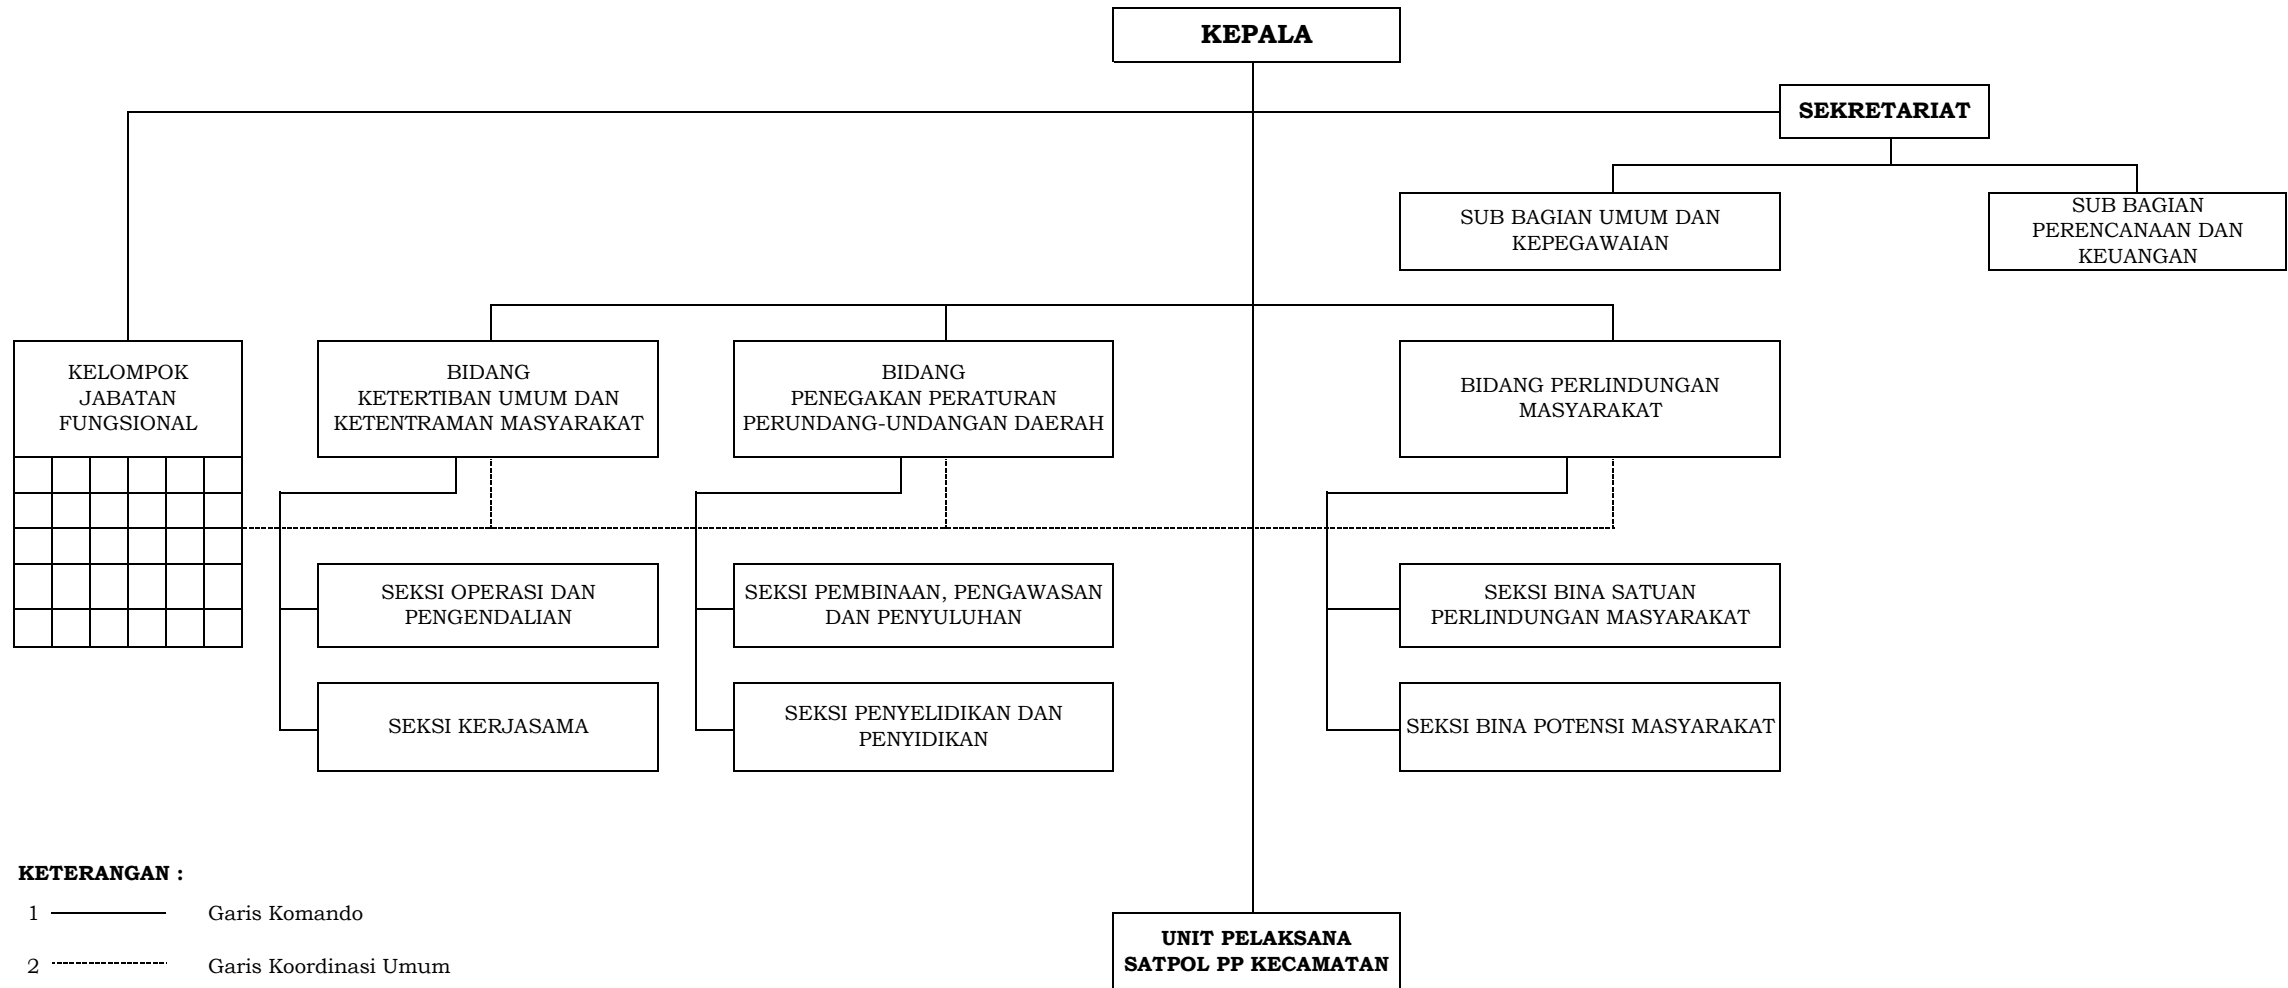 KEPALA
SEKRETARIAT
SUB BAGIAN UMUM DAN
KEPEGAWAIAN
SUB BAGIAN
PERENCANAAN DAN
KEUANGAN
KELOMPOK
JABATAN
FUNGSIONAL
BIDANG
KETERTIBAN UMUM DAN
KETENTRAMAN MASYARAKAT
BIDANG
PENEGAKAN PERATURAN
PERUNDANG-UNDANGAN DAERAH
BIDANG PERLINDUNGAN
MASYARAKAT
SEKSI OPERASI DAN
PENGENDALIAN
SEKSI PEMBINAAN, PENGAWASAN
DAN PENYULUHAN
SEKSI BINA SATUAN
PERLINDUNGAN MASYARAKAT
SEKSI KERJASAMA
SEKSI PENYELIDIKAN DAN
PENYIDIKAN
SEKSI BINA POTENSI MASYARAKAT
KETERANGAN :
1 Garis Komando
2 Garis Koordinasi Umum
UNIT PELAKSANA
SATPOL PP KECAMATAN